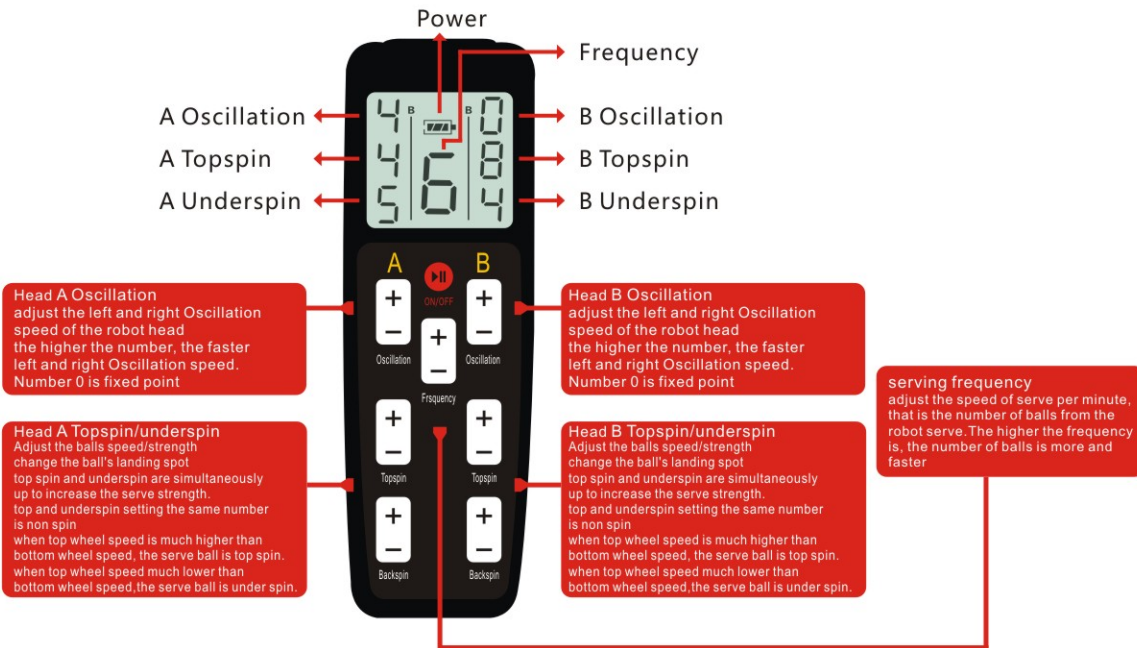 Power
Frequency
A Oscillation
A Topspin
A Underspin
4 B B 0
4 6 8
5 4
B Oscillation
B Topspin
B Underspin
A B
ON/OFF
+ +
- -
Oscillation Oscillation
+
-
Frsquency
+ +
- -
Topspin Topspin
+ +
- -
Backspin Backspin
Head A Oscillation
adjust the left and right Oscillation
speed of the robot head
the higher the number, the faster
left and right Oscillation speed.
Number 0 is fixed point
Head B Oscillation
adjust the left and right Oscillation
speed of the robot head
the higher the number, the faster
left and right Oscillation speed.
Number 0 is fixed point
Head A Topspin/underspin
Adjust the balls speed/strength
change the ball's landing spot
top spin and underspin are simultaneously
up to increase the serve strength.
top and underspin setting the same number
is non spin
when top wheel speed is much higher than
bottom wheel speed, the serve ball is top spin.
when top wheel speed much lower than
bottom wheel speed,the serve ball is under spin.
Head B Topspin/underspin
Adjust the balls speed/strength
change the ball's landing spot
top spin and underspin are simultaneously
up to increase the serve strength.
top and underspin setting the same number
is non spin
when top wheel speed is much higher than
bottom wheel speed, the serve ball is top spin.
when top wheel speed much lower than
bottom wheel speed,the serve ball is under spin.
serving frequency
adjust the speed of serve per minute,
that is the number of balls from the
robot serve.The higher the frequency
is, the number of balls is more and
faster